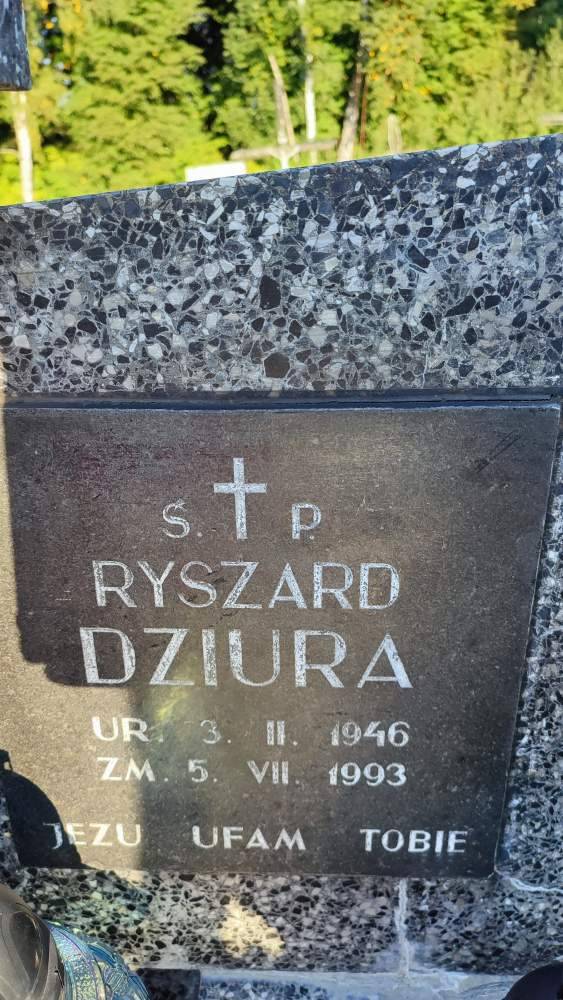 Ś. P.
RYSZARD
DZIURA
UR. 3. II. 1946
ZM. 5. VII. 1993
JEZU UFAM TOBIE